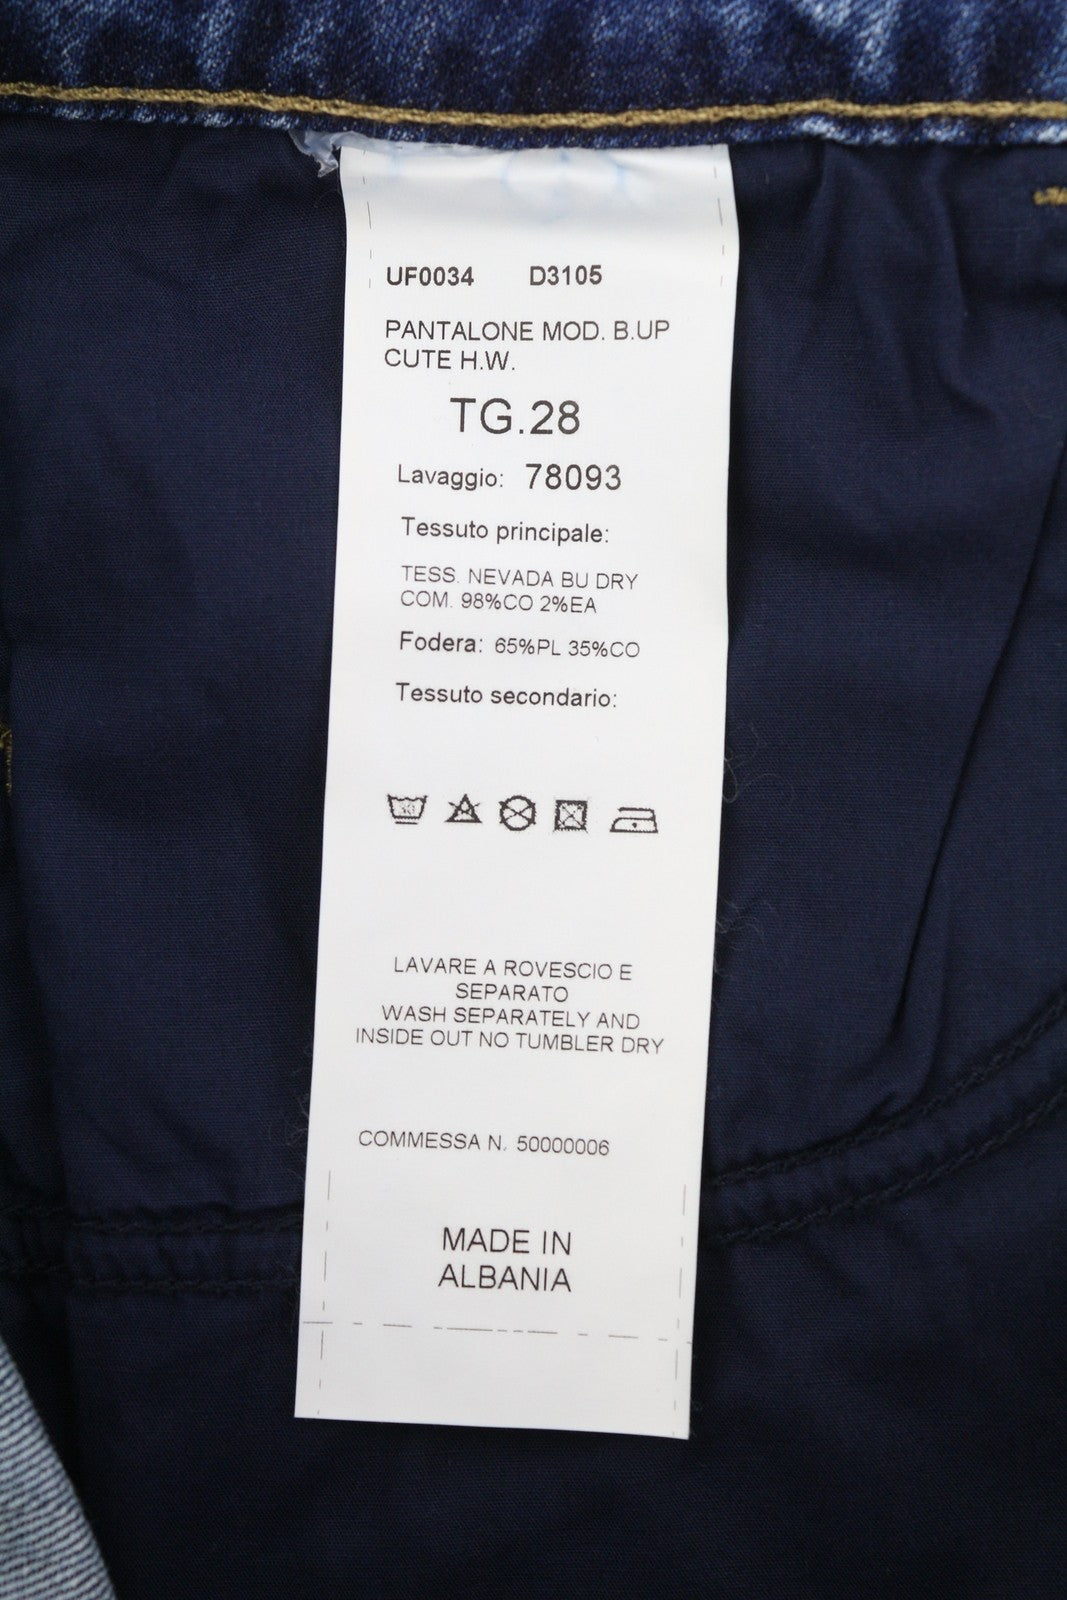 UF0034 D3105
PANTALONE MOD. B.UP
CUTE H.W.
TG.28
Lavaggio: 78093
Tessuto principale:
TESS. NEVADA BU DRY
COM. 98%CO 2%EA
Fodera: 65%PL 35%CO
Tessuto secondario:
30
LAVARE A ROVESCIO E
SEPARATO
WASH SEPARATELY AND
INSIDE OUT NO TUMBLER DRY
COMMESSA N. 50000006
MADE IN
ALBANIA